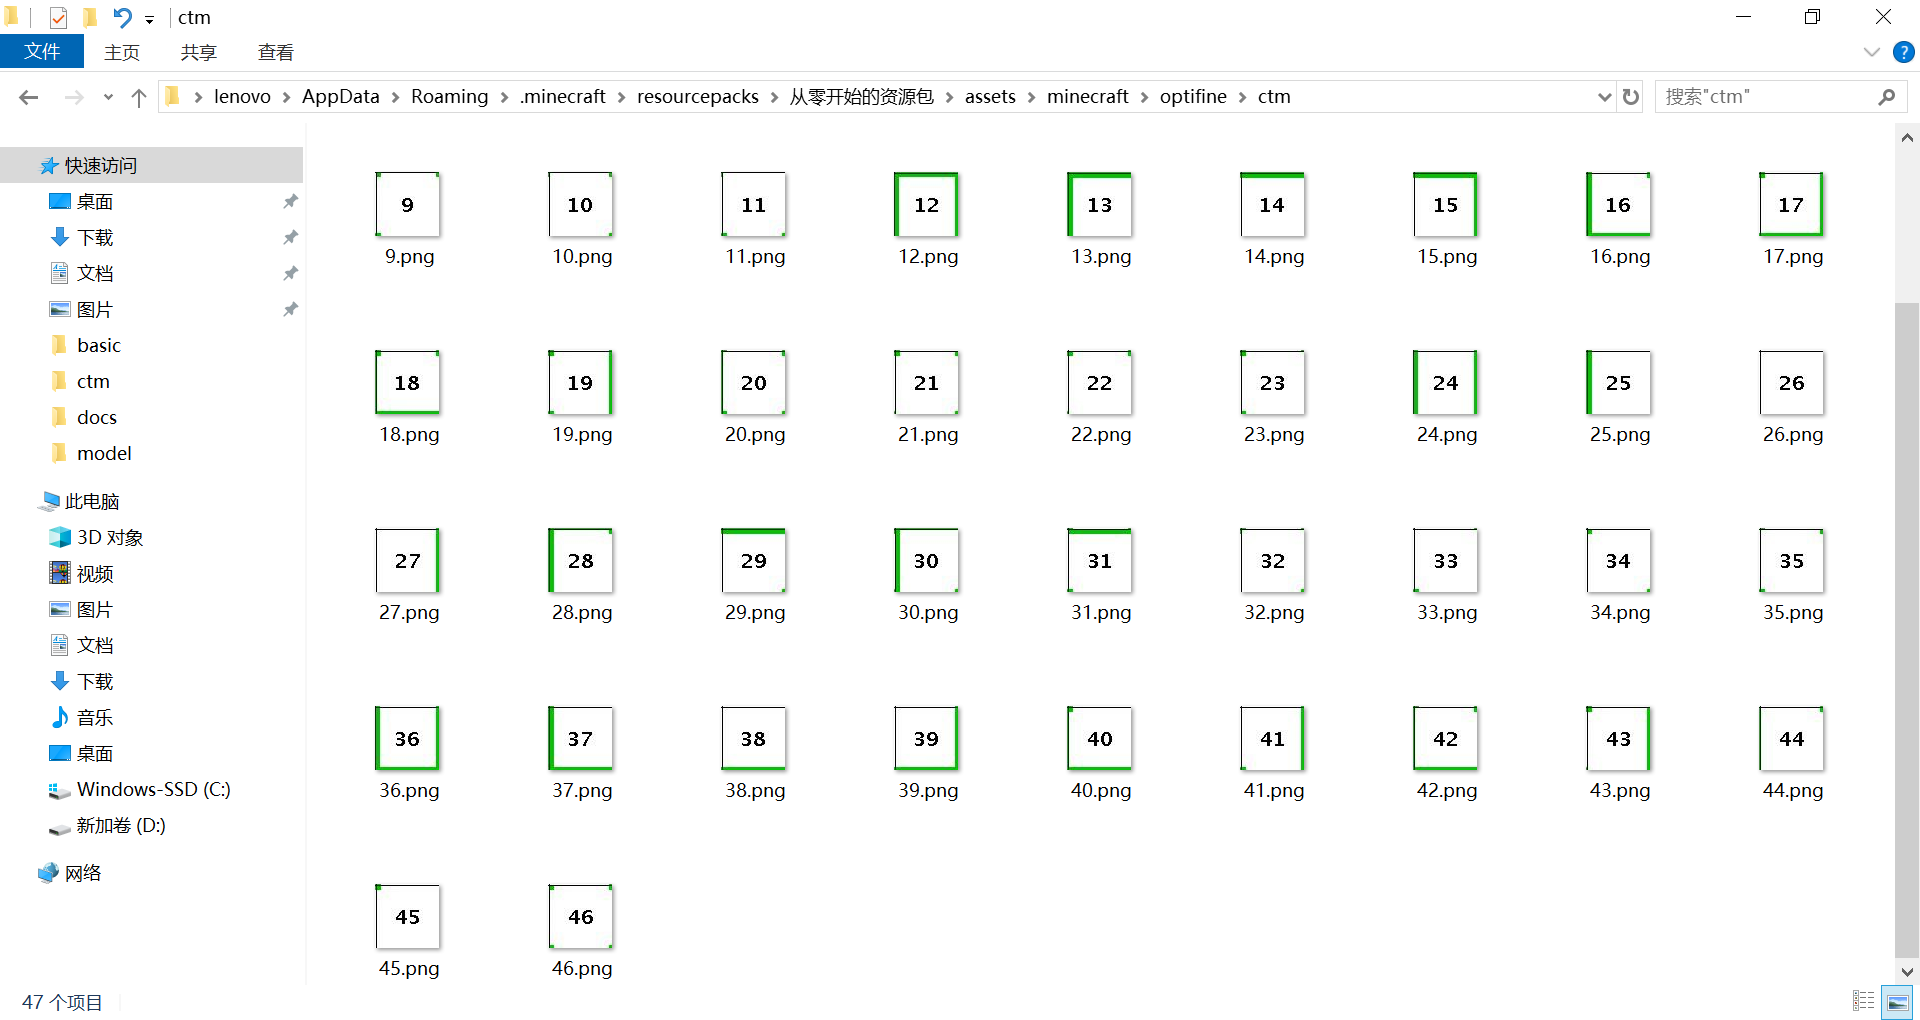 ctm
文件 主页 共享 查看
lenovo AppData Roaming .minecraft resourcepacks 从零开始的资源包 assets minecraft optifine ctm 搜索"ctm"
快速访问
桌面
下载
文档
图片
basic
ctm
docs
model
此电脑
3D 对象
视频
图片
文档
下载
音乐
桌面
Windows-SSD (C:)
新加卷 (D:)
网络
9 10 11 12 13 14 15 16 17
9.png 10.png 11.png 12.png 13.png 14.png 15.png 16.png 17.png
18 19 20 21 22 23 24 25 26
18.png 19.png 20.png 21.png 22.png 23.png 24.png 25.png 26.png
27 28 29 30 31 32 33 34 35
27.png 28.png 29.png 30.png 31.png 32.png 33.png 34.png 35.png
36 37 38 39 40 41 42 43 44
36.png 37.png 38.png 39.png 40.png 41.png 42.png 43.png 44.png
45 46
45.png 46.png
47 个项目